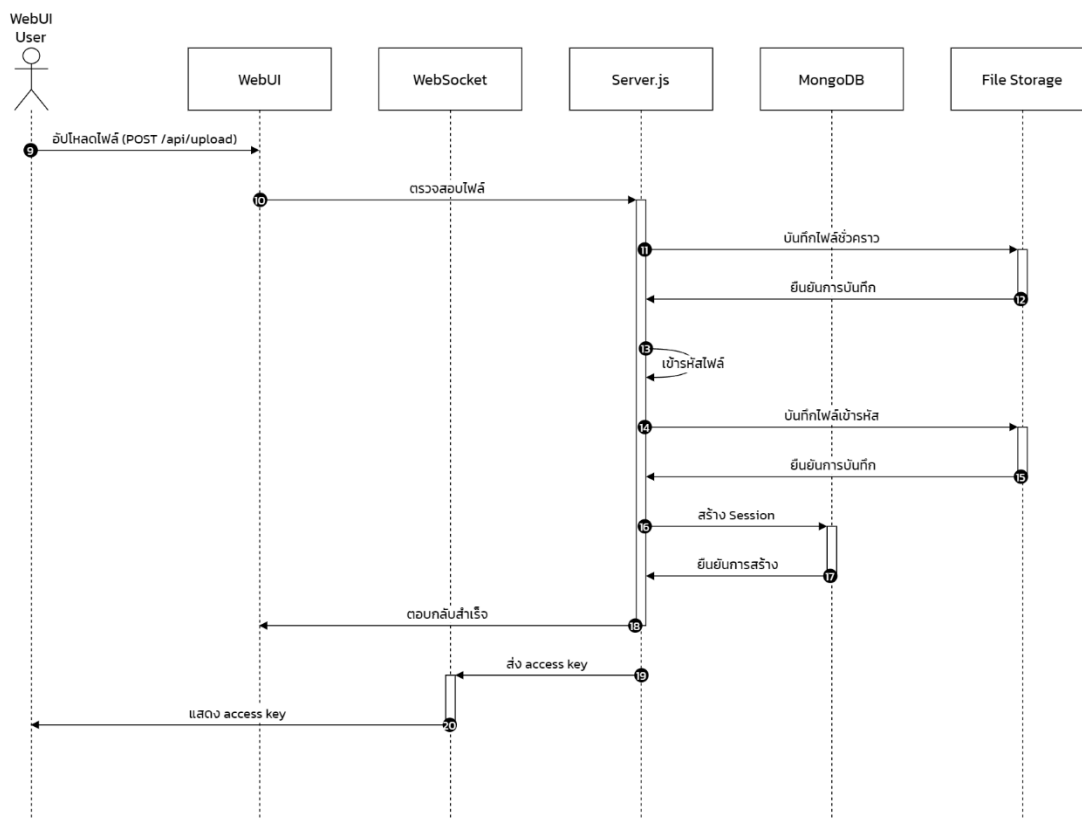 WebUI
User
WebUI
WebSocket
Server.js
MongoDB
File Storage
9 อัปโหลดไฟล์ (POST /api/upload)
10 ตรวจสอบไฟล์
11 บันทึกไฟล์ชั่วคราว
ยืนยันการบันทึก 12
13
เข้ารหัสไฟล์
14 บันทึกไฟล์เข้ารหัส
ยืนยันการบันทึก 15
16 สร้าง Session
ยืนยันการสร้าง 17
ตอบกลับสำเร็จ 18
ส่ง access key 19
แสดง access key 20